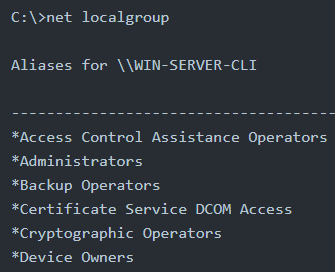 C:\>net localgroup
Aliases for \\WIN-SERVER-CLI
-------------------------------------
*Access Control Assistance Operators
*Administrators
*Backup Operators
*Certificate Service DCOM Access
*Cryptographic Operators
*Device Owners